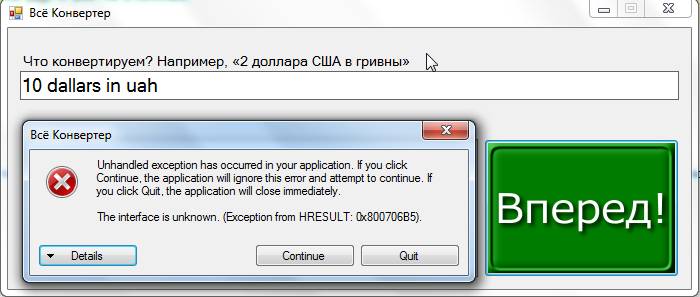 Всё Конвертер
Что конвертируем? Например, «2 доллара США в гривны»
10 dallars in uah
Всё Конвертер
Unhandled exception has occurred in your application. If you click
Continue, the application will ignore this error and attempt to continue. If
you click Quit, the application will close immediately.
The interface is unknown. (Exception from HRESULT: 0x800706B5).
Details
Continue
Quit
Вперед!